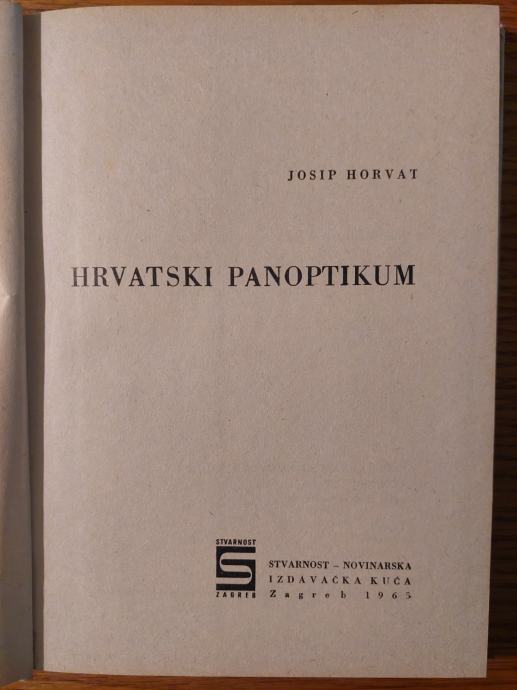 JOSIP HORVAT
HRVATSKI PANOPTIKUM
STVARNOST
ZAGREB
STVARNOST – NOVINARSKA
IZDAVAČKA KUĆA
Zagreb 1965